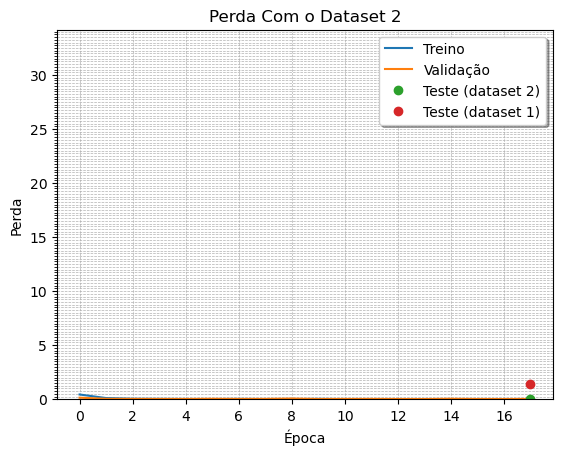 Perda Com o Dataset 2
Treino
Validação
Teste (dataset 2)
Teste (dataset 1)
30
25
20
15
10
5
0
Perda
0 2 4 6 8 10 12 14 16
Época